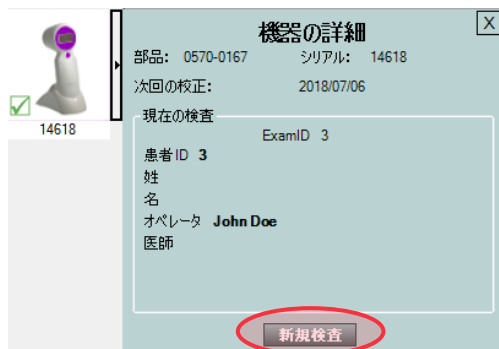 機器の詳細
X
部品: 0570-0167 シリアル: 14618
次回の校正: 2018/07/06
14618
現在の検査
ExamID 3
患者ID 3
姓
名
オペレータ John Doe
医師
新規検査